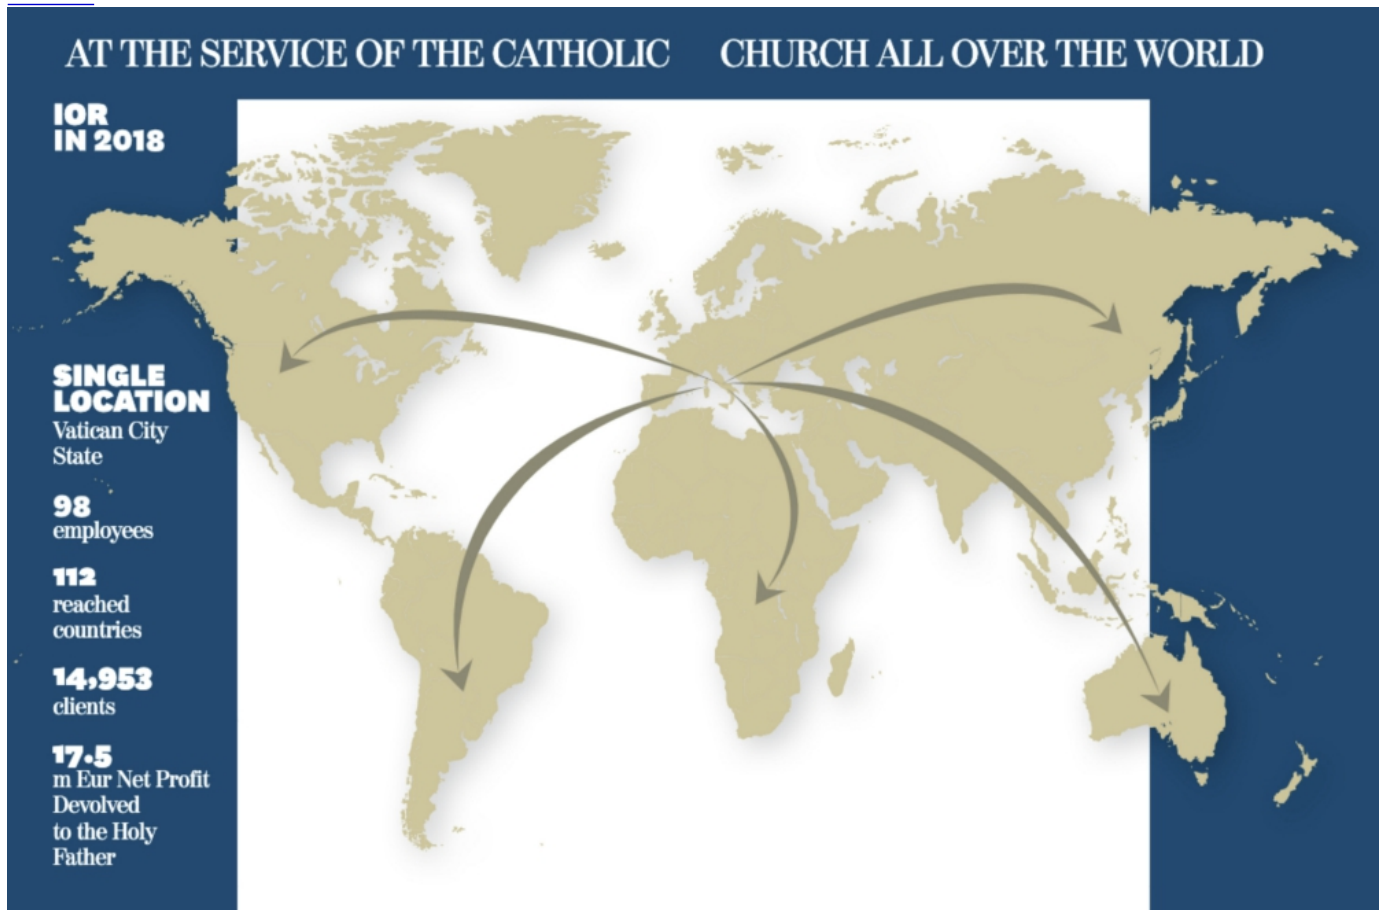 AT THE SERVICE OF THE CATHOLIC CHURCH ALL OVER THE WORLD
IOR
IN 2018
SINGLE
LOCATION
Vatican City
State
98
employees
112
reached
countries
14,953
clients
17.5
m Eur Net Profit
Devolved
to the Holy
Father